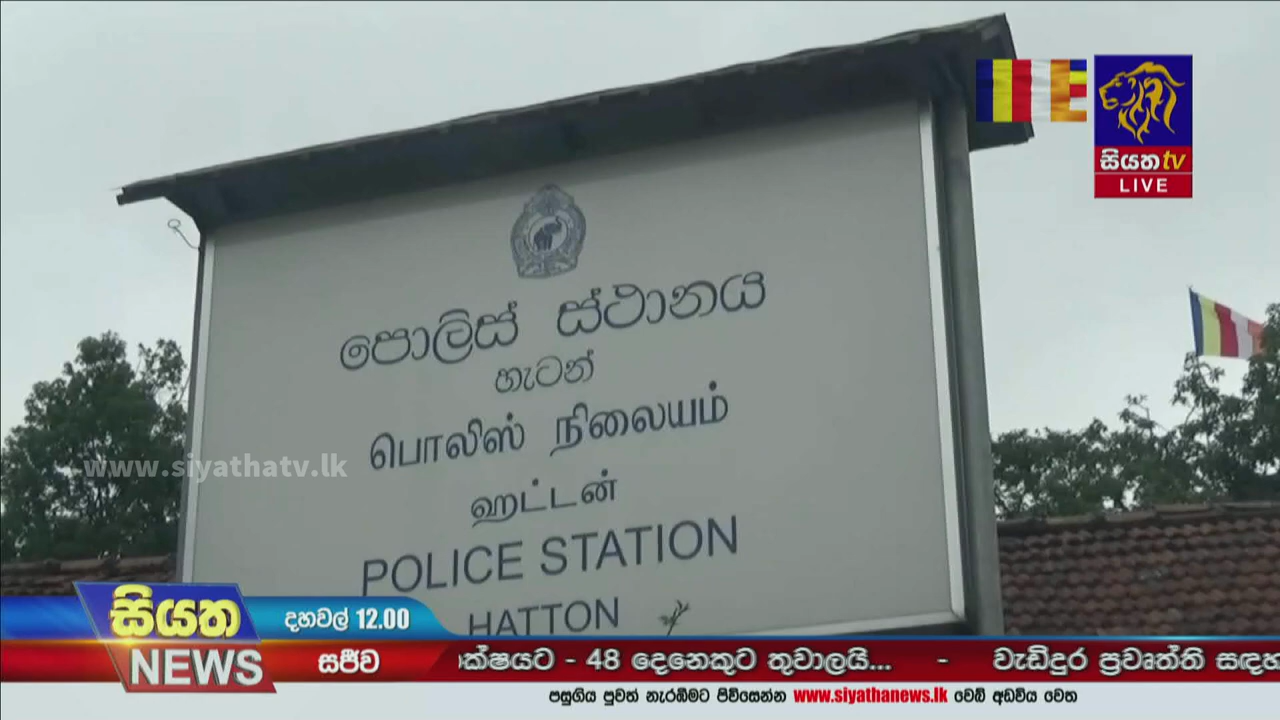 සියත tv
LIVE
පොලිස් ස්ථානය
හැටන්
பொலிஸ் நிலையம்
ஹட்டன்
www.siyathatv.lk
POLICE STATION
HATTON
සියත
NEWS
දහවල් 12.00
සජීව
ක්ෂයට - 48 දෙනෙකුට තුවාලයි... - වැඩිදුර ප්‍රවෘත්ති සඳහ
පසුගිය පුවත් නැරඹීමට පිවිසෙන්න www.siyathanews.lk වෙබ් අඩවිය වෙත